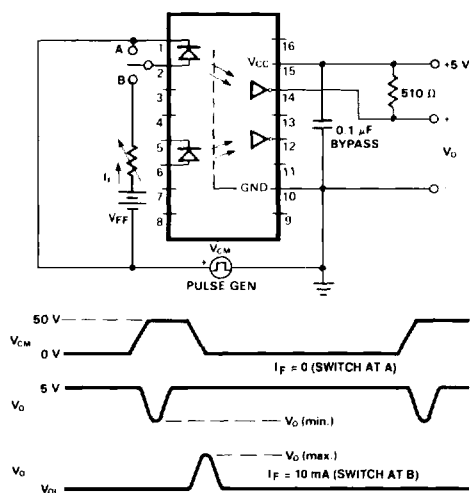 A
B
1
2
3
4
5
6
7
8
16
VCC 15
14
13
12
11
GND 10
9
+5 V
510 Ω
+
0.1 μF
BYPASS
VO
IF
VFF
VCM
+
PULSE GEN
50 V
VCM
0 V
IF = 0 (SWITCH AT A)
5 V
VO
VO (min.)
VO (max.)
VO
IF = 10 mA (SWITCH AT B)
VOL